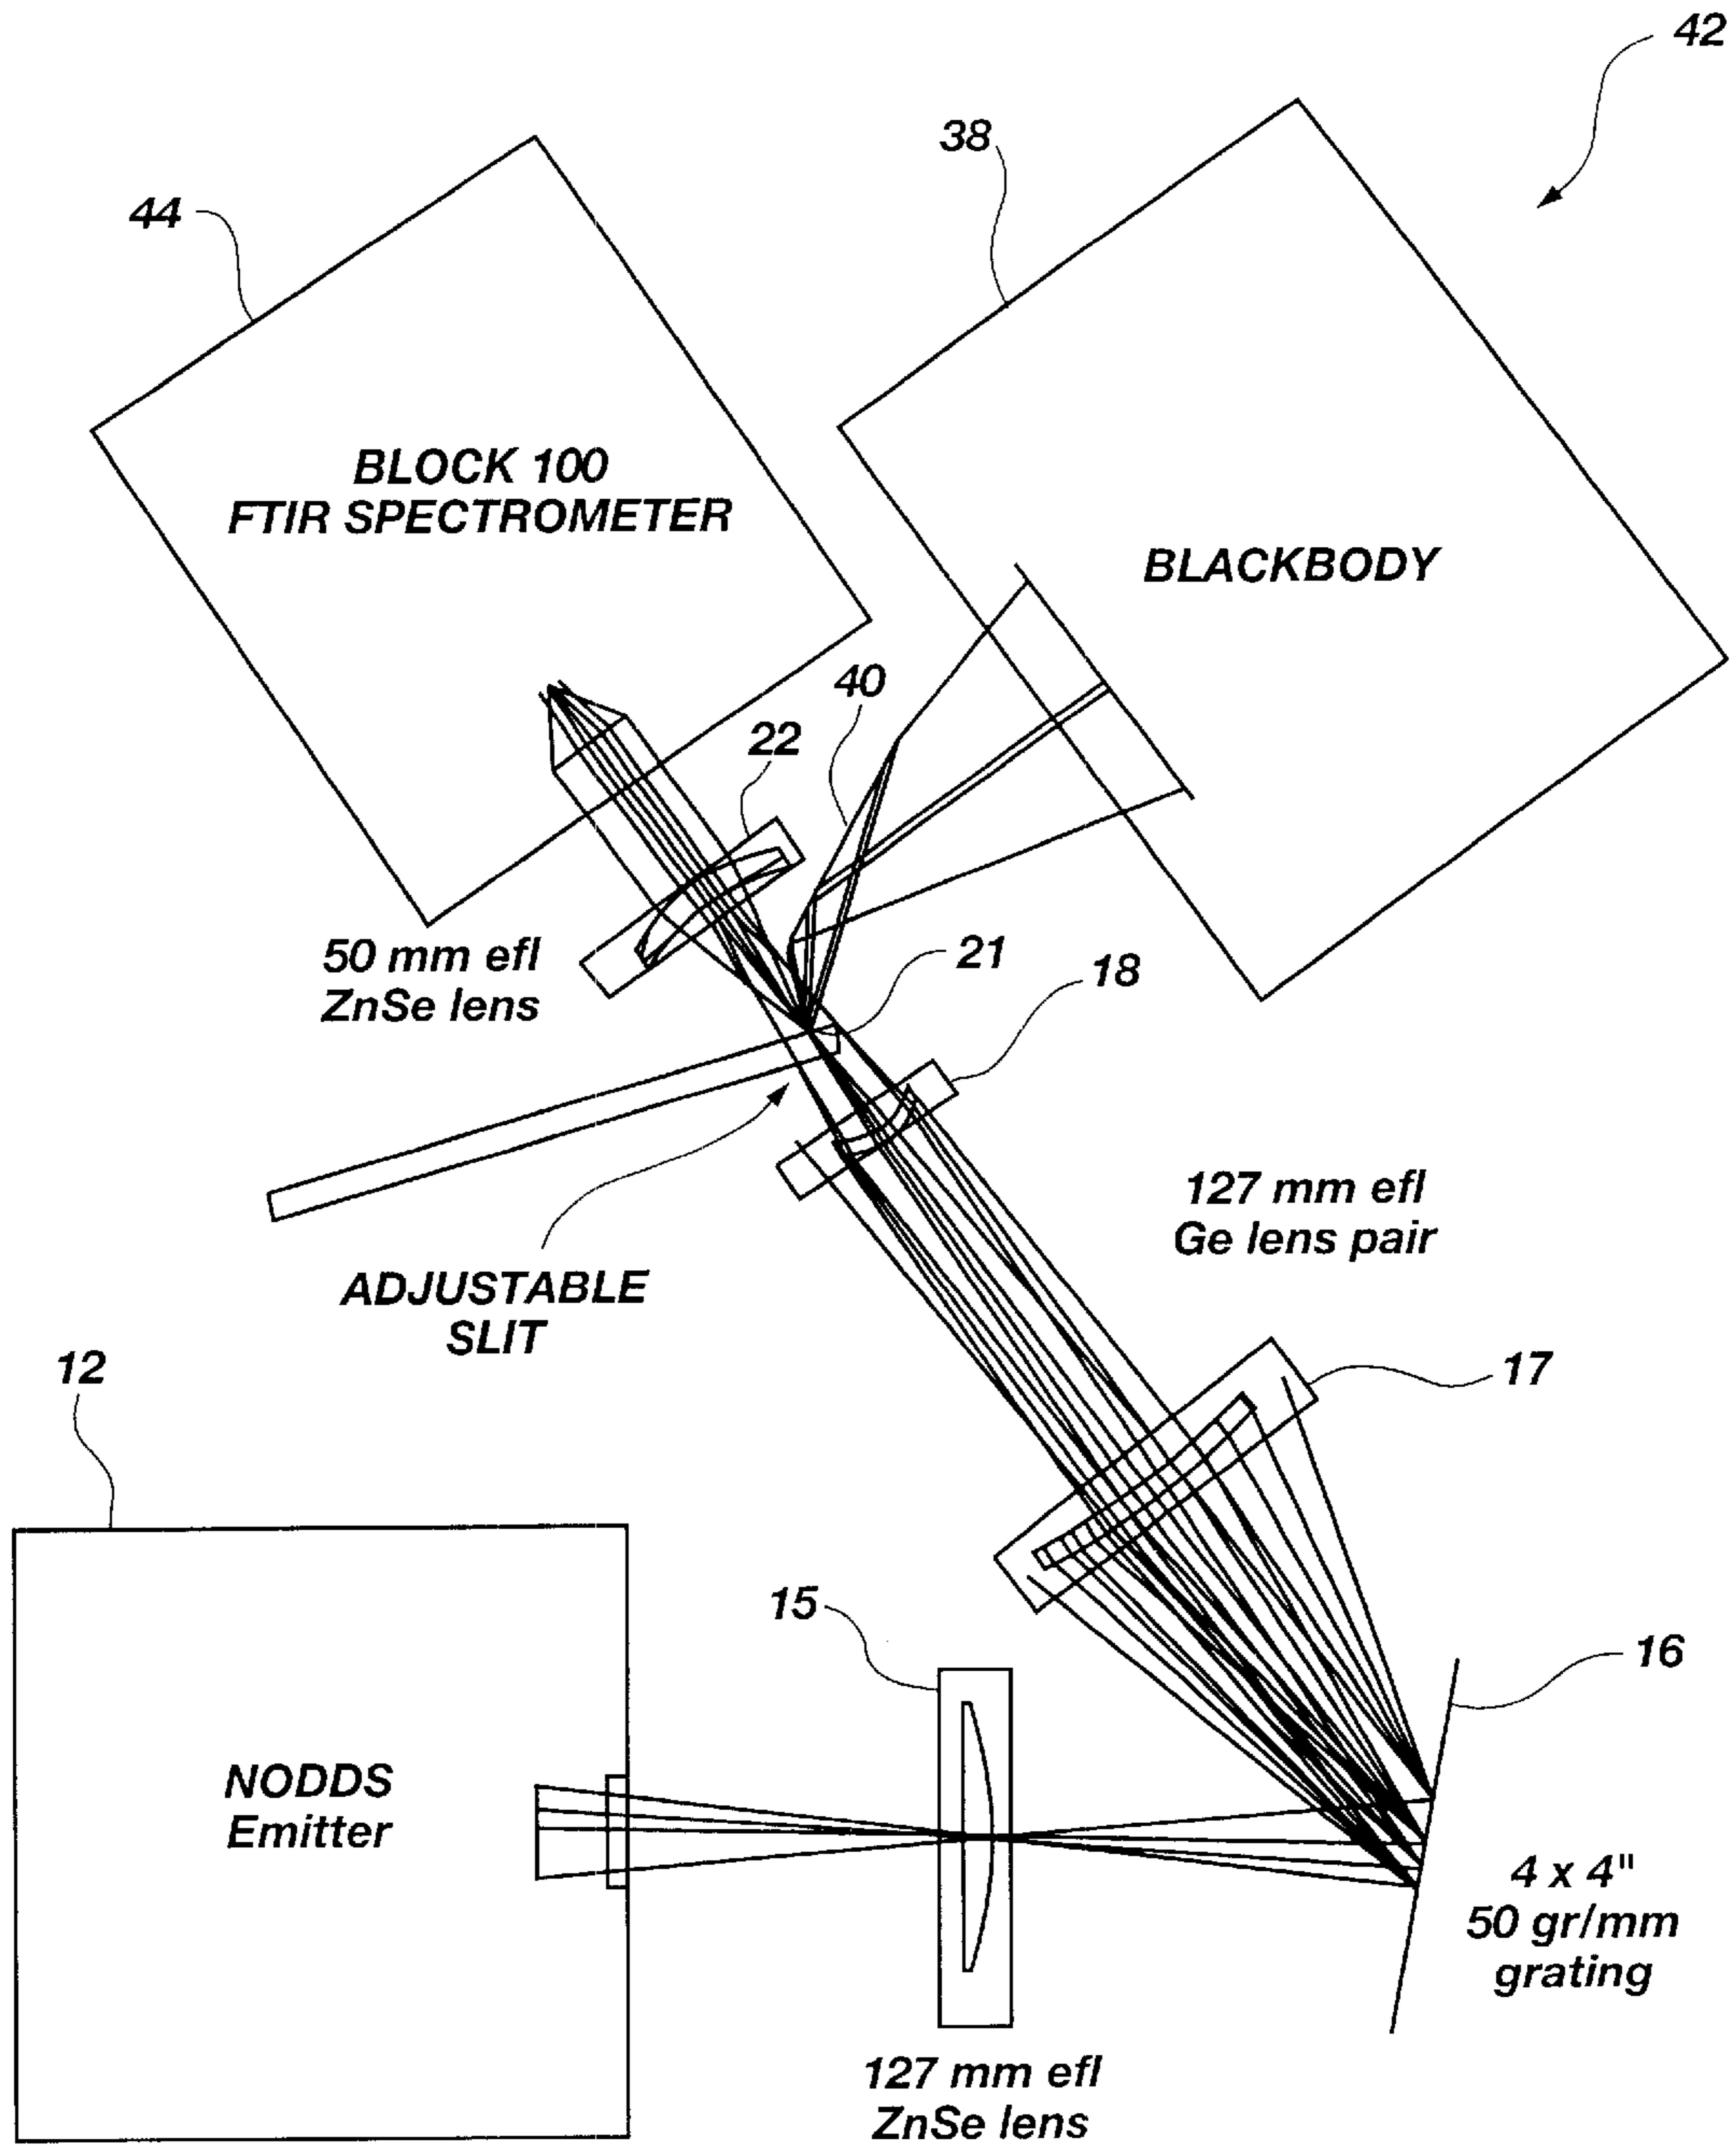 42
38
44
BLOCK 100
FTIR SPECTROMETER
BLACKBODY
40
22
50 mm efl
ZnSe lens
21
18
127 mm efl
Ge lens pair
ADJUSTABLE
SLIT
12
17
15
16
NODDS
Emitter
4 x 4"
50 gr/mm
grating
127 mm efl
ZnSe lens